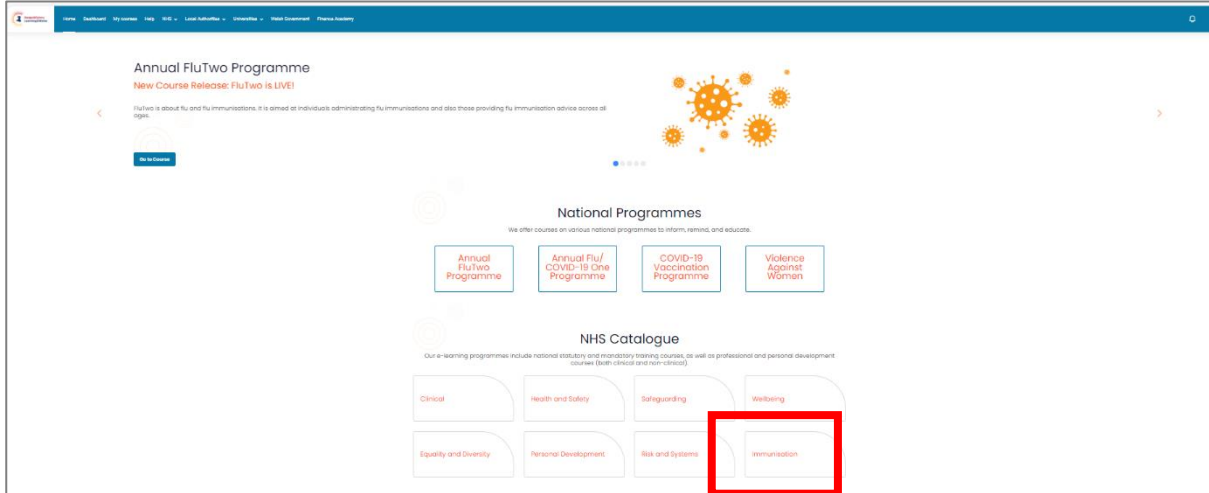 Home Dashboard My courses Help NHS Local Authorities Universities Welsh Government Finance Academy
Annual FluTwo Programme
New Course Release: FluTwo is LIVE!
FluTwo is about flu and flu immunisations. It is aimed at individuals administrating flu immunisations and also those providing flu immunisation advice across all
ages.
Go to Course
National Programmes
We offer courses on various national programmes to inform, remind, and educate.
Annual
FluTwo
Programme
Annual Flu/
COVID-19 One
Programme
COVID-19
Vaccination
Programme
Violence
Against
Women
NHS Catalogue
Our e-learning programmes include national statutory and mandatory training courses, as well as professional and personal development
courses (both clinical and non-clinical).
Clinical
Health and Safety
Safeguarding
Wellbeing
Equality and Diversity
Personal Development
Risk and Systems
Immunisation